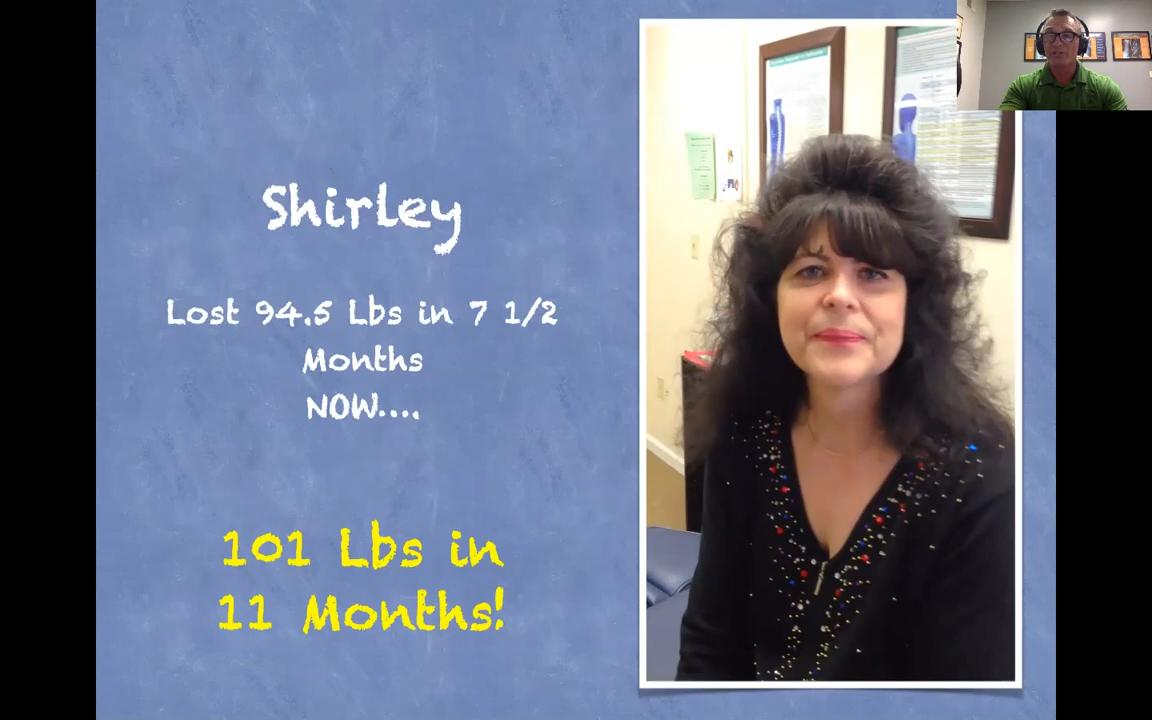 Shirley
Lost 94.5 Lbs in 7 1/2
Months
NOW....
101 Lbs in
11 Months!